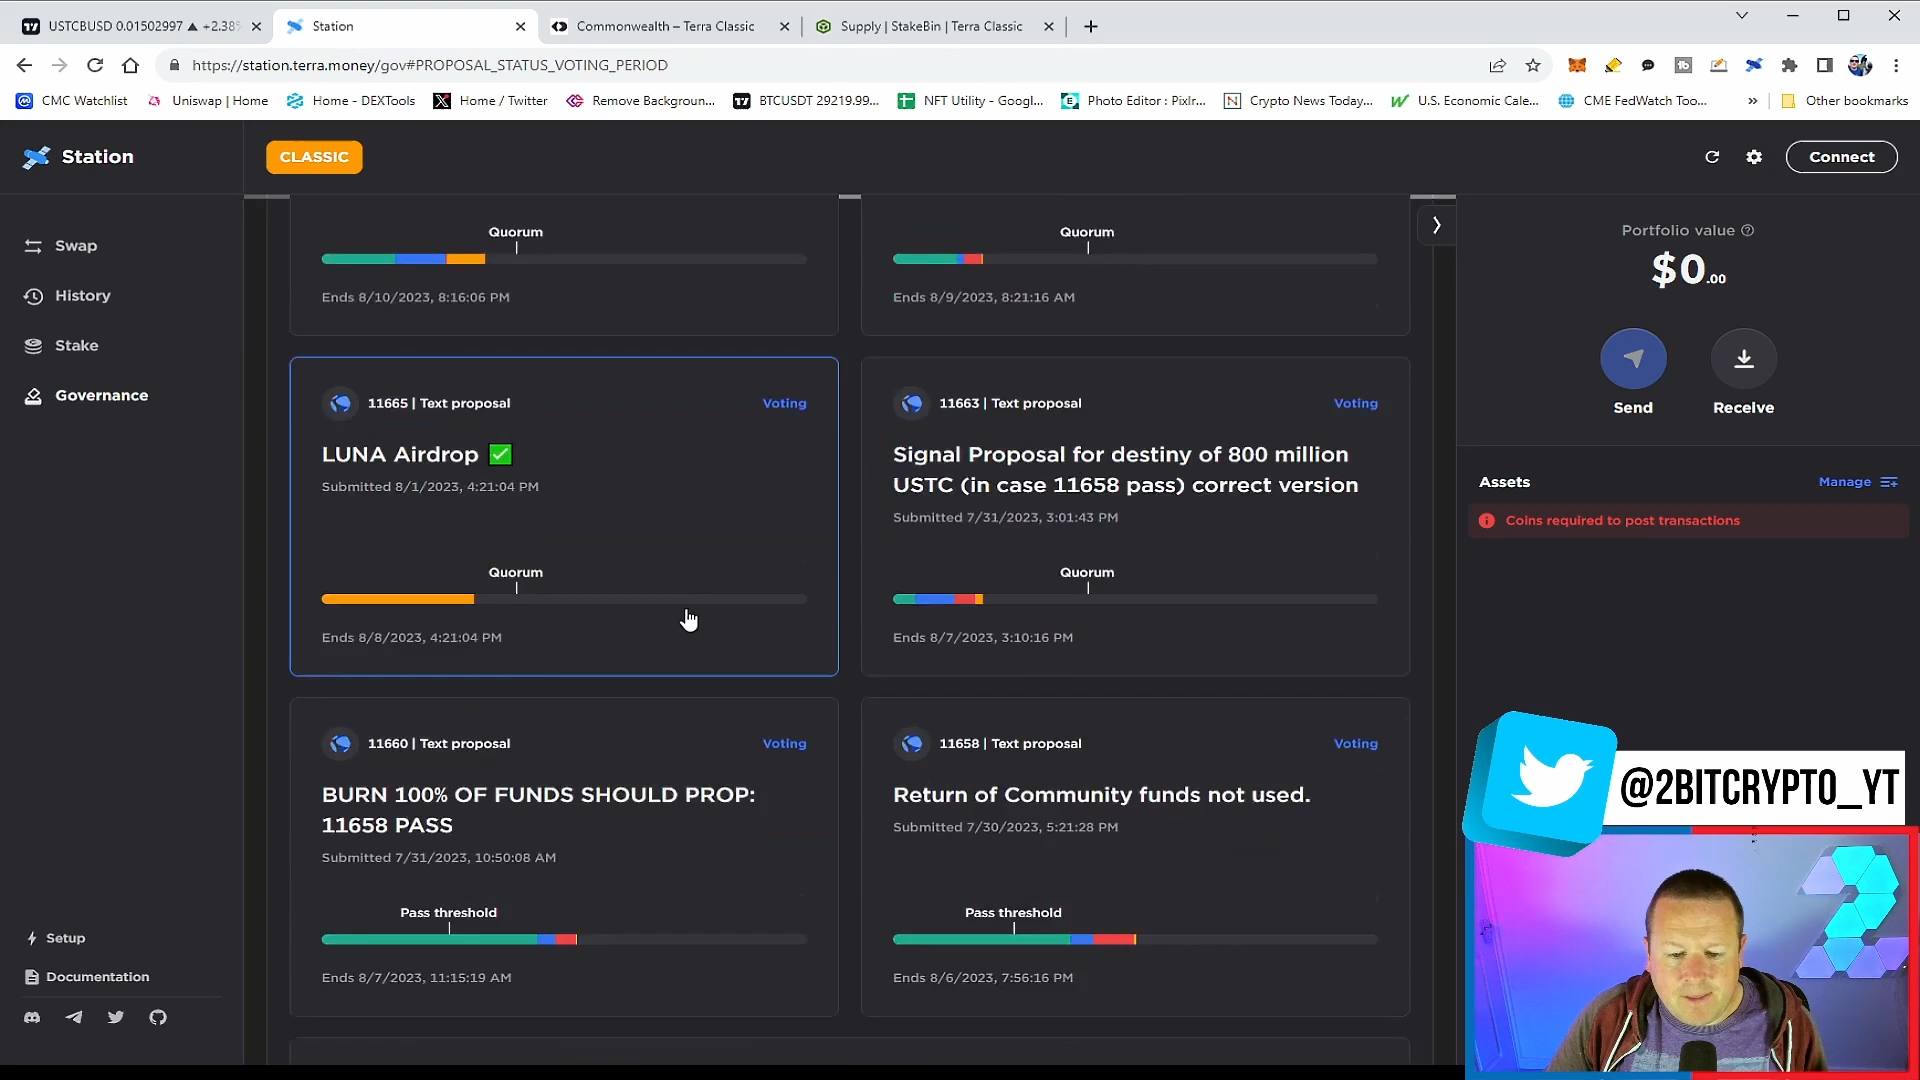 USTCBUSD 0.01502997 ▲ +2.38%
Station
Commonwealth – Terra Classic
Supply | StakeBin | Terra Classic
https://station.terra.money/gov#PROPOSAL_STATUS_VOTING_PERIOD
CMC Watchlist
Uniswap | Home
Home - DEXTools
Home / Twitter
Remove Backgroun...
BTCUSDT 29219.99...
NFT Utility - Googl...
Photo Editor : Pixlr...
Crypto News Today...
U.S. Economic Cale...
CME FedWatch Too...
»
Other bookmarks
Station
CLASSIC
Connect
Swap
History
Stake
Governance
Setup
Documentation
Quorum
Ends 8/10/2023, 8:16:06 PM
Quorum
Ends 8/9/2023, 8:21:16 AM
11665 | Text proposal
Voting
LUNA Airdrop ✅
Submitted 8/1/2023, 4:21:04 PM
Quorum
Ends 8/8/2023, 4:21:04 PM
11663 | Text proposal
Voting
Signal Proposal for destiny of 800 million
USTC (in case 11658 pass) correct version
Submitted 7/31/2023, 3:01:43 PM
Quorum
Ends 8/7/2023, 3:10:16 PM
11660 | Text proposal
Voting
BURN 100% OF FUNDS SHOULD PROP:
11658 PASS
Submitted 7/31/2023, 10:50:08 AM
Pass threshold
Ends 8/7/2023, 11:15:19 AM
11658 | Text proposal
Voting
Return of Community funds not used.
Submitted 7/30/2023, 5:21:28 PM
Pass threshold
Ends 8/6/2023, 7:56:16 PM
Portfolio value
$0.00
Send
Receive
Assets
Manage
Coins required to post transactions
@2BITCRYPTO_YT